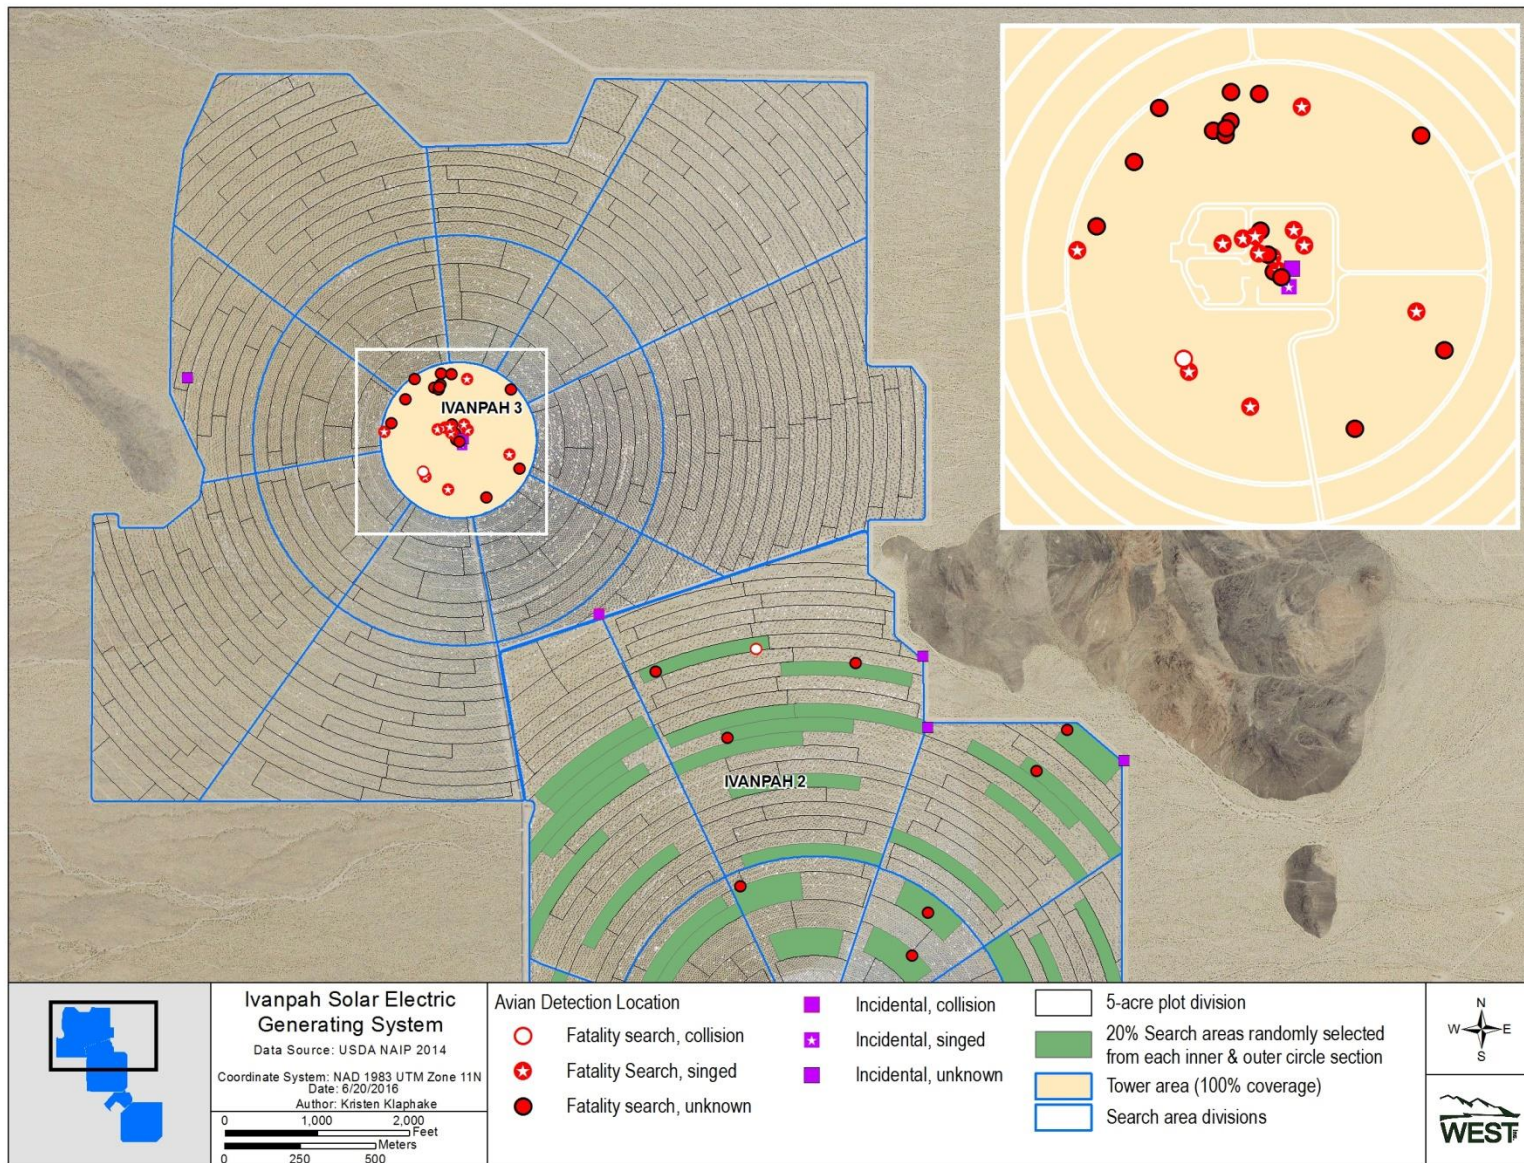 IVANPAH 3
IVANPAH 2
Ivanpah Solar Electric
Generating System
Data Source: USDA NAIP 2014
Coordinate System: NAD 1983 UTM Zone 11N
Date: 6/20/2016
Author: Kristen Klaphake
0 1,000 2,000
Feet
Meters
0 250 500
Avian Detection Location
Fatality search, collision
Fatality Search, singed
Fatality search, unknown
Incidental, collision
Incidental, singed
Incidental, unknown
5-acre plot division
20% Search areas randomly selected
from each inner & outer circle section
Tower area (100% coverage)
Search area divisions
N
W E
S
WEST